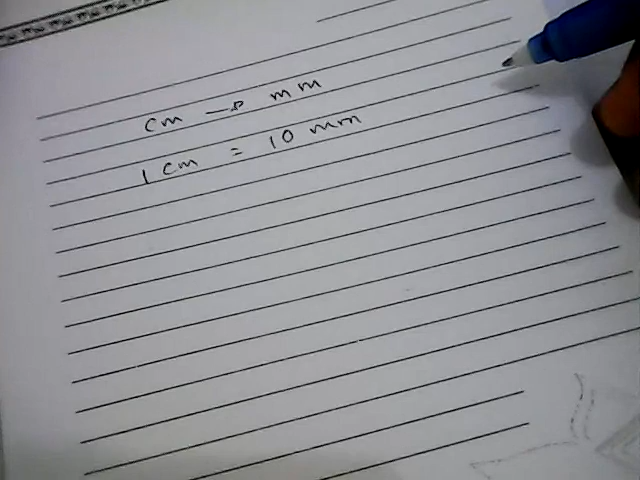 cm → mm
1 cm = 10 mm